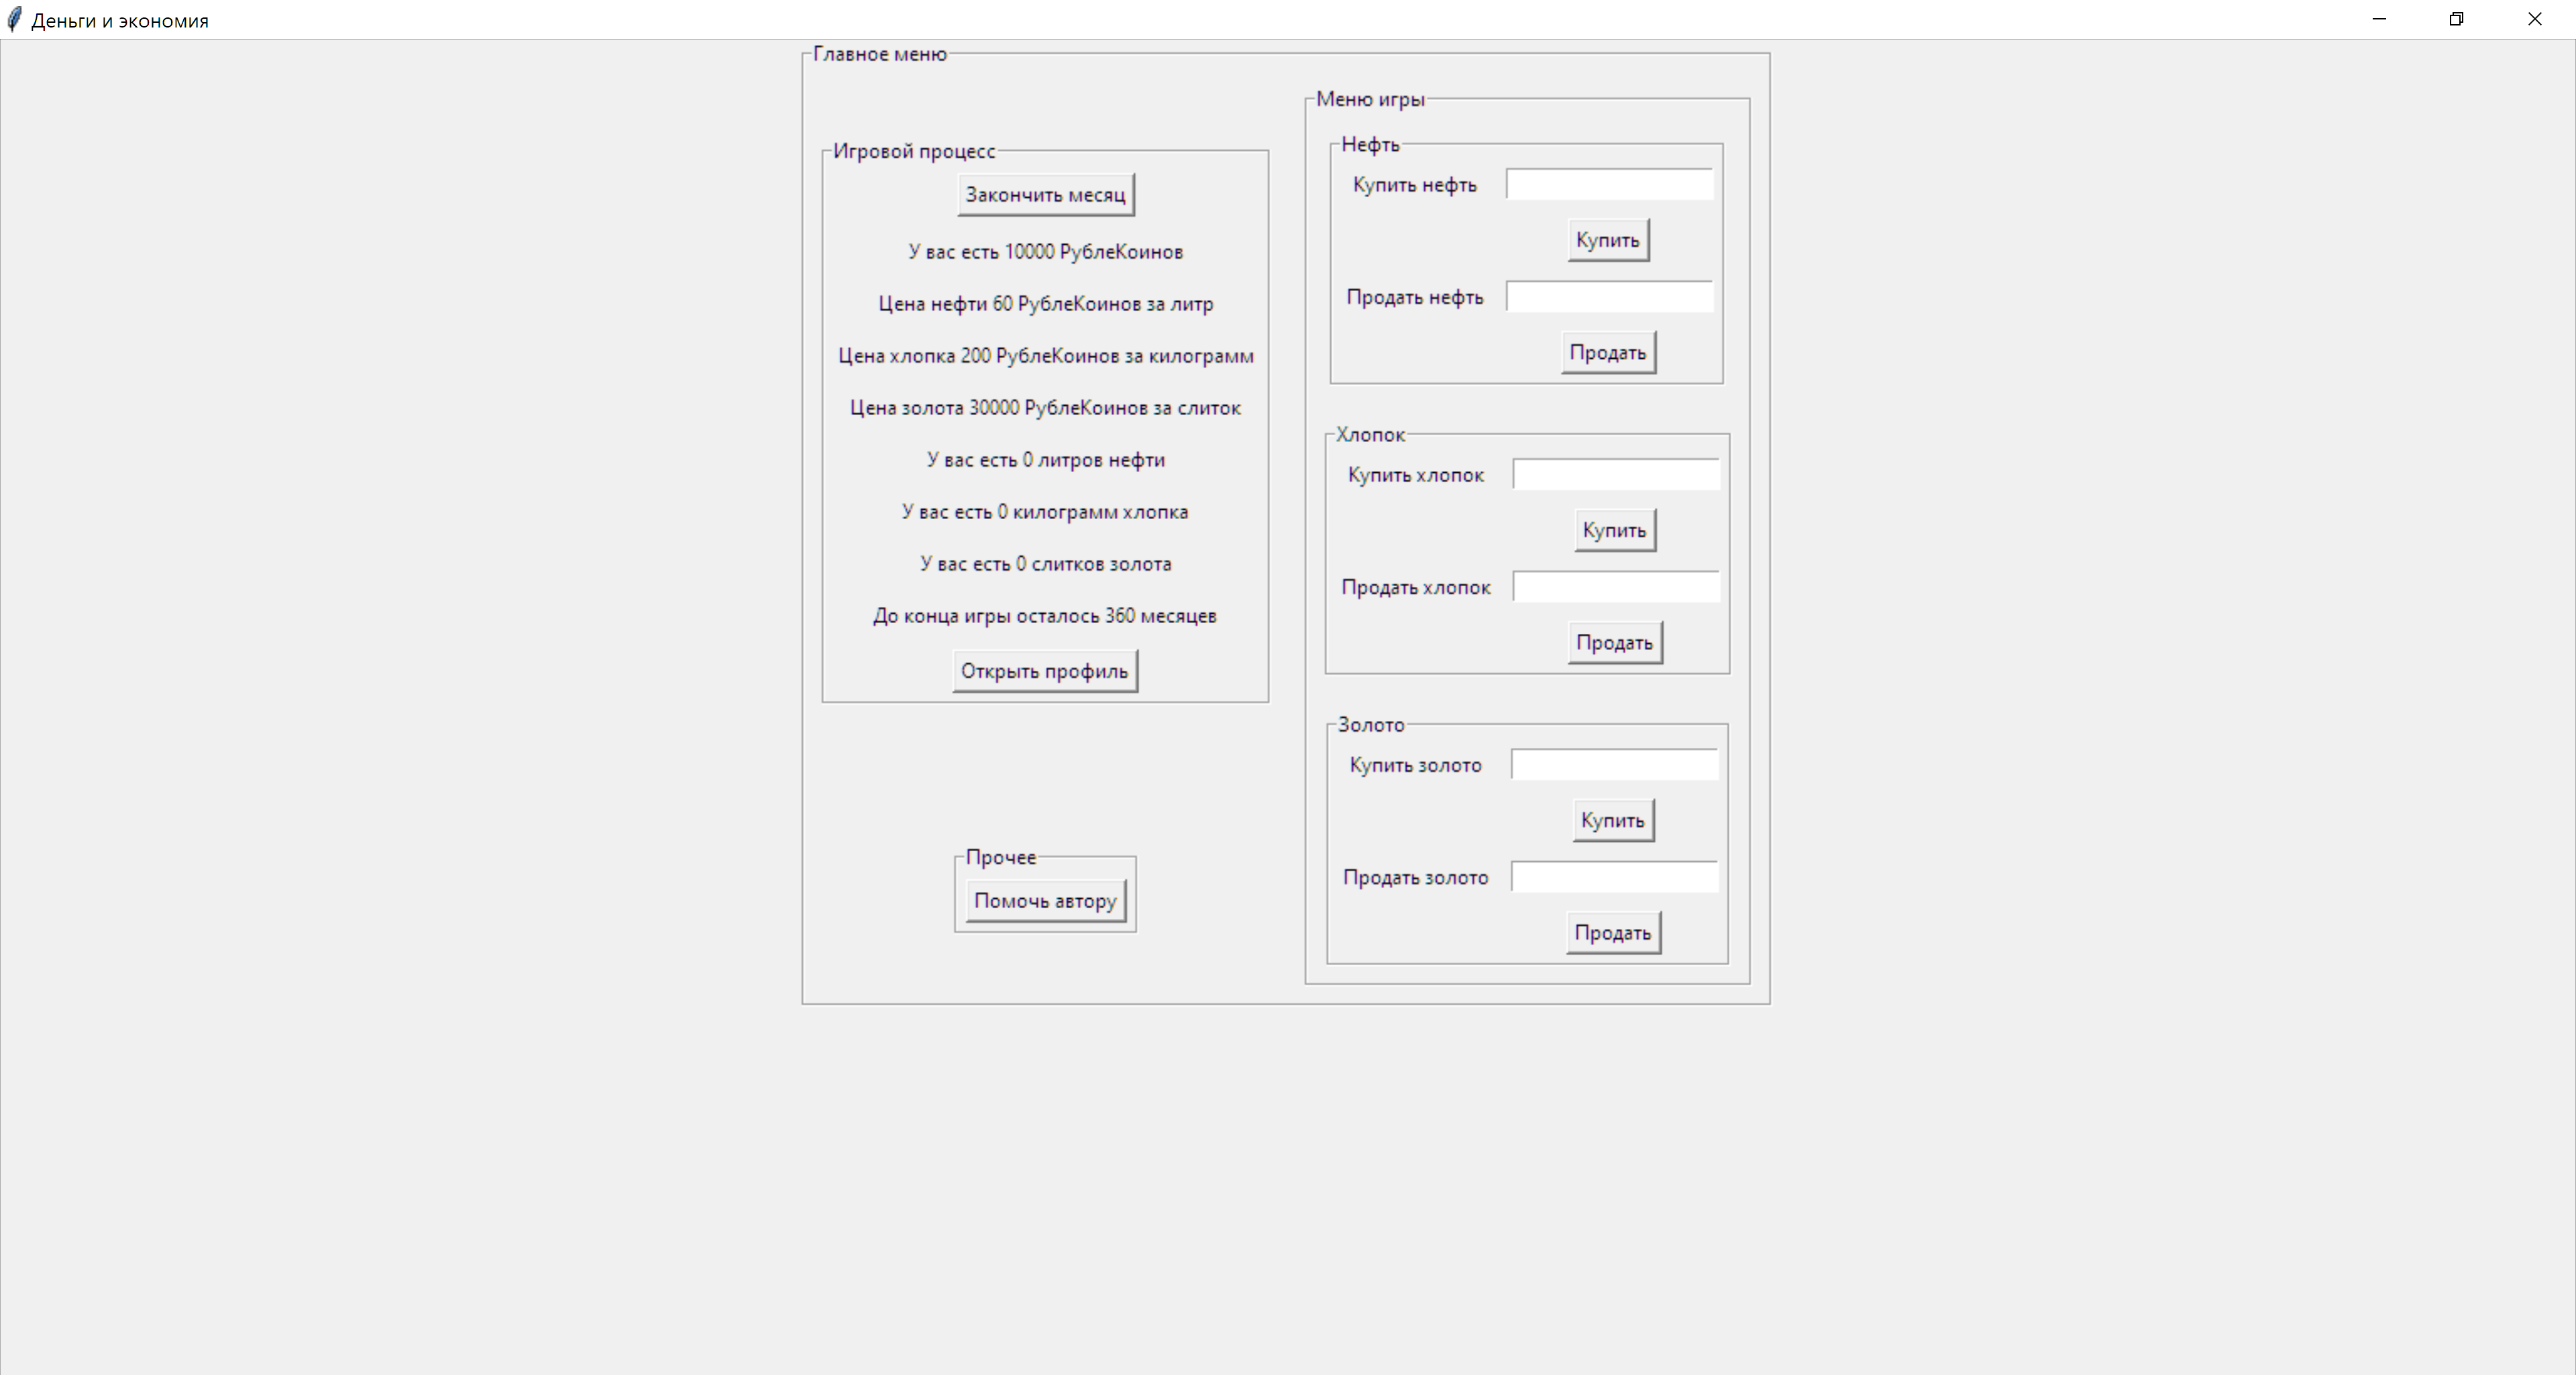 Деньги и экономия
Главное меню
Игровой процесс
Закончить месяц
У вас есть 10000 РублеКоинов
Цена нефти 60 РублеКоинов за литр
Цена хлопка 200 РублеКоинов за килограмм
Цена золота 30000 РублеКоинов за слиток
У вас есть 0 литров нефти
У вас есть 0 килограмм хлопка
У вас есть 0 слитков золота
До конца игры осталось 360 месяцев
Открыть профиль
Прочее
Помочь автору
Меню игры
Нефть
Купить нефть
Купить
Продать нефть
Продать
Хлопок
Купить хлопок
Купить
Продать хлопок
Продать
Золото
Купить золото
Купить
Продать золото
Продать